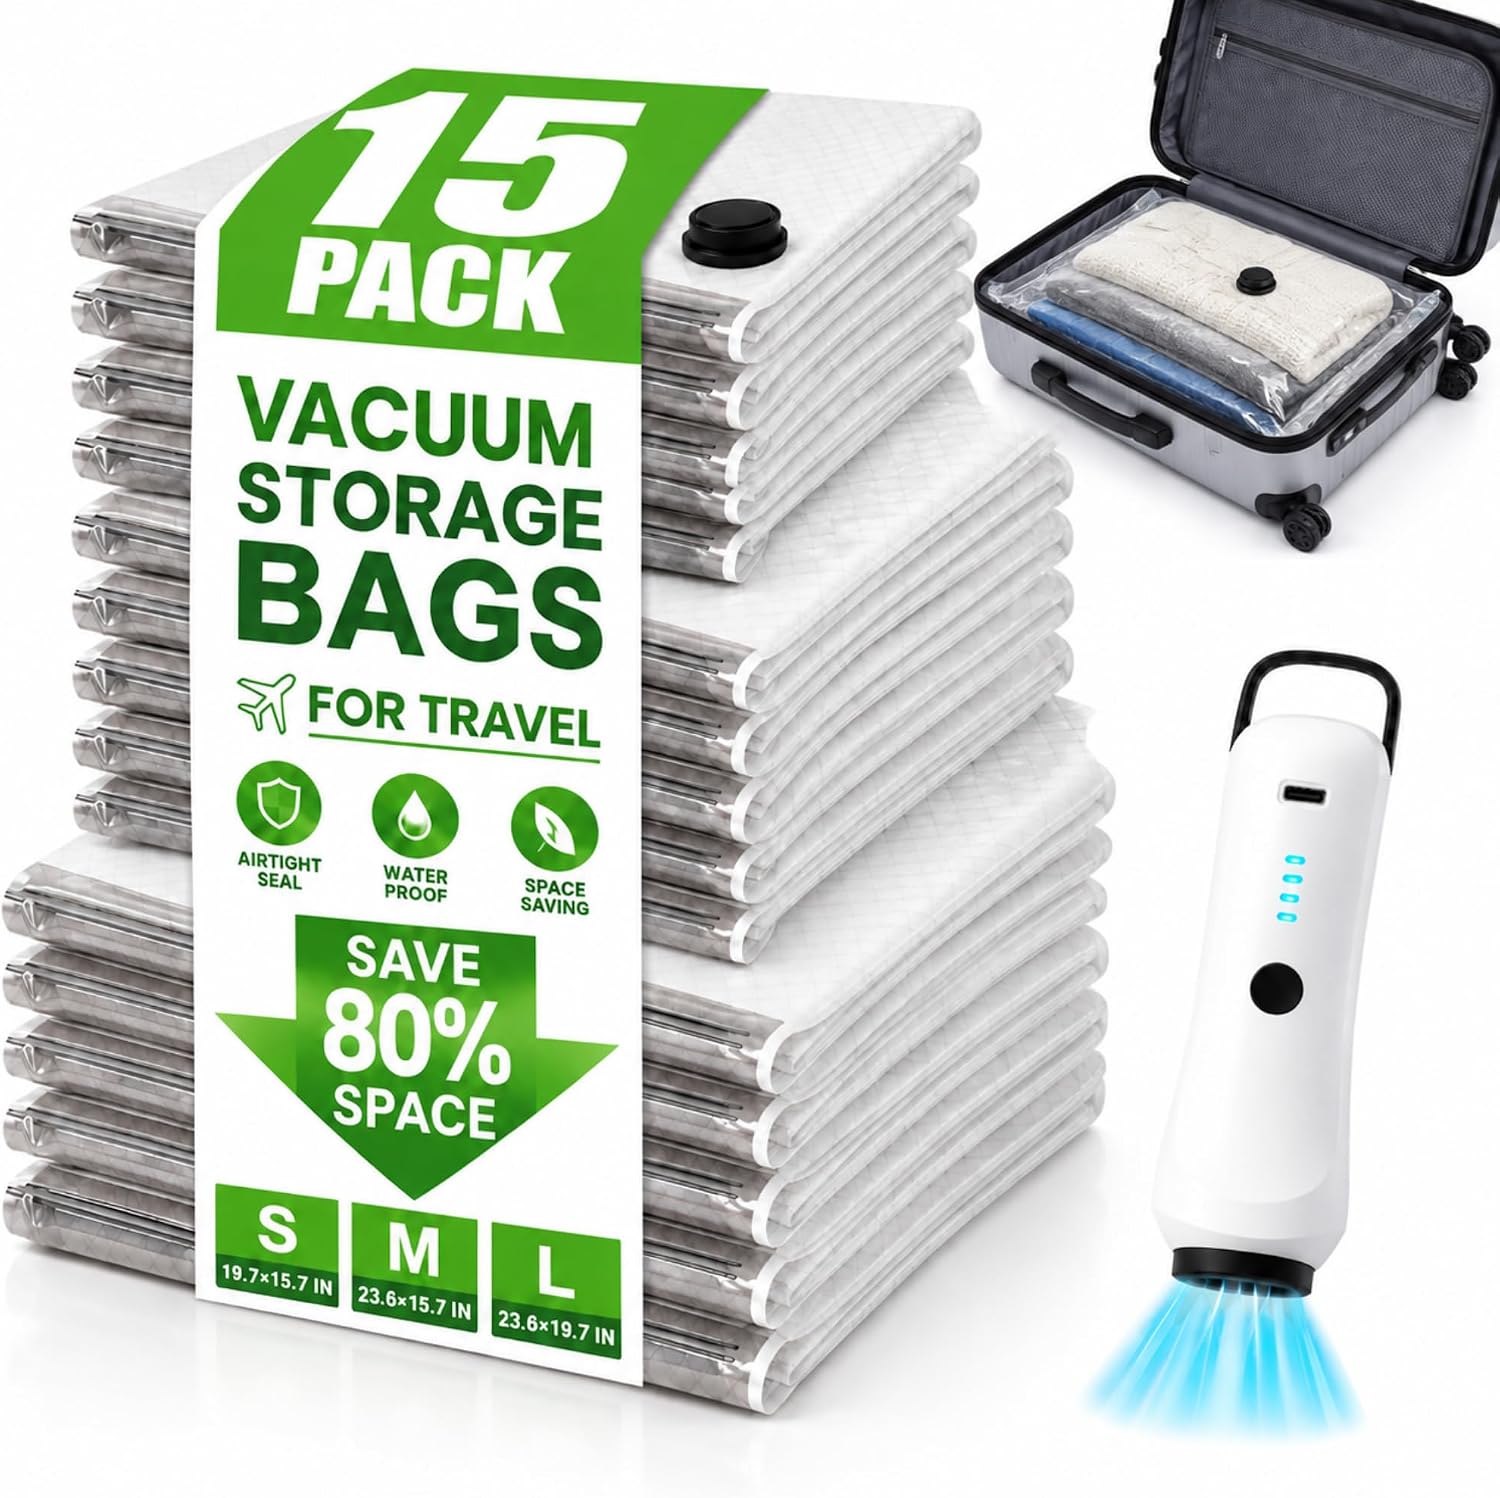 15
PACK
VACUUM
STORAGE
BAGS
FOR TRAVEL
AIRTIGHT
SEAL
WATER
PROOF
SPACE
SAVING
SAVE
80%
SPACE
S
19.7×15.7 IN
M
23.6×15.7 IN
L
23.6×19.7 IN